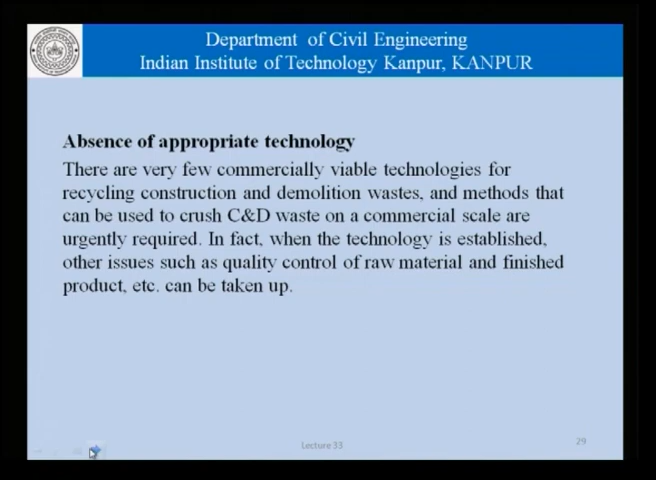 Department of Civil Engineering
Indian Institute of Technology Kanpur, KANPUR
Absence of appropriate technology
There are very few commercially viable technologies for
recycling construction and demolition wastes, and methods that
can be used to crush C&D waste on a commercial scale are
urgently required. In fact, when the technology is established,
other issues such as quality control of raw material and finished
product, etc. can be taken up.
Lecture 33
29